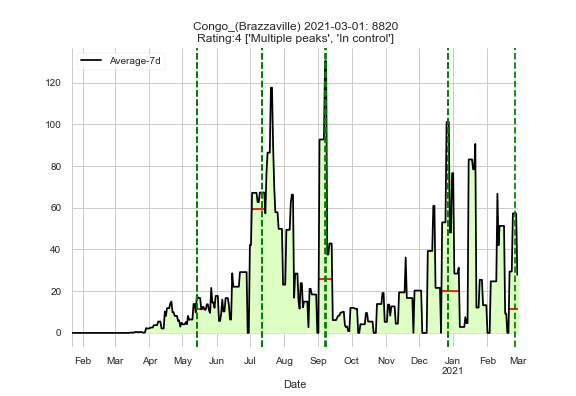 Congo_(Brazzaville) 2021-03-01: 8820
Rating:4 ['Multiple peaks', 'In control']
Average-7d
120
100
80
60
40
20
0
Feb Mar Apr May Jun Jul Aug Sep Oct Nov Dec Jan Feb Mar
2021
Date